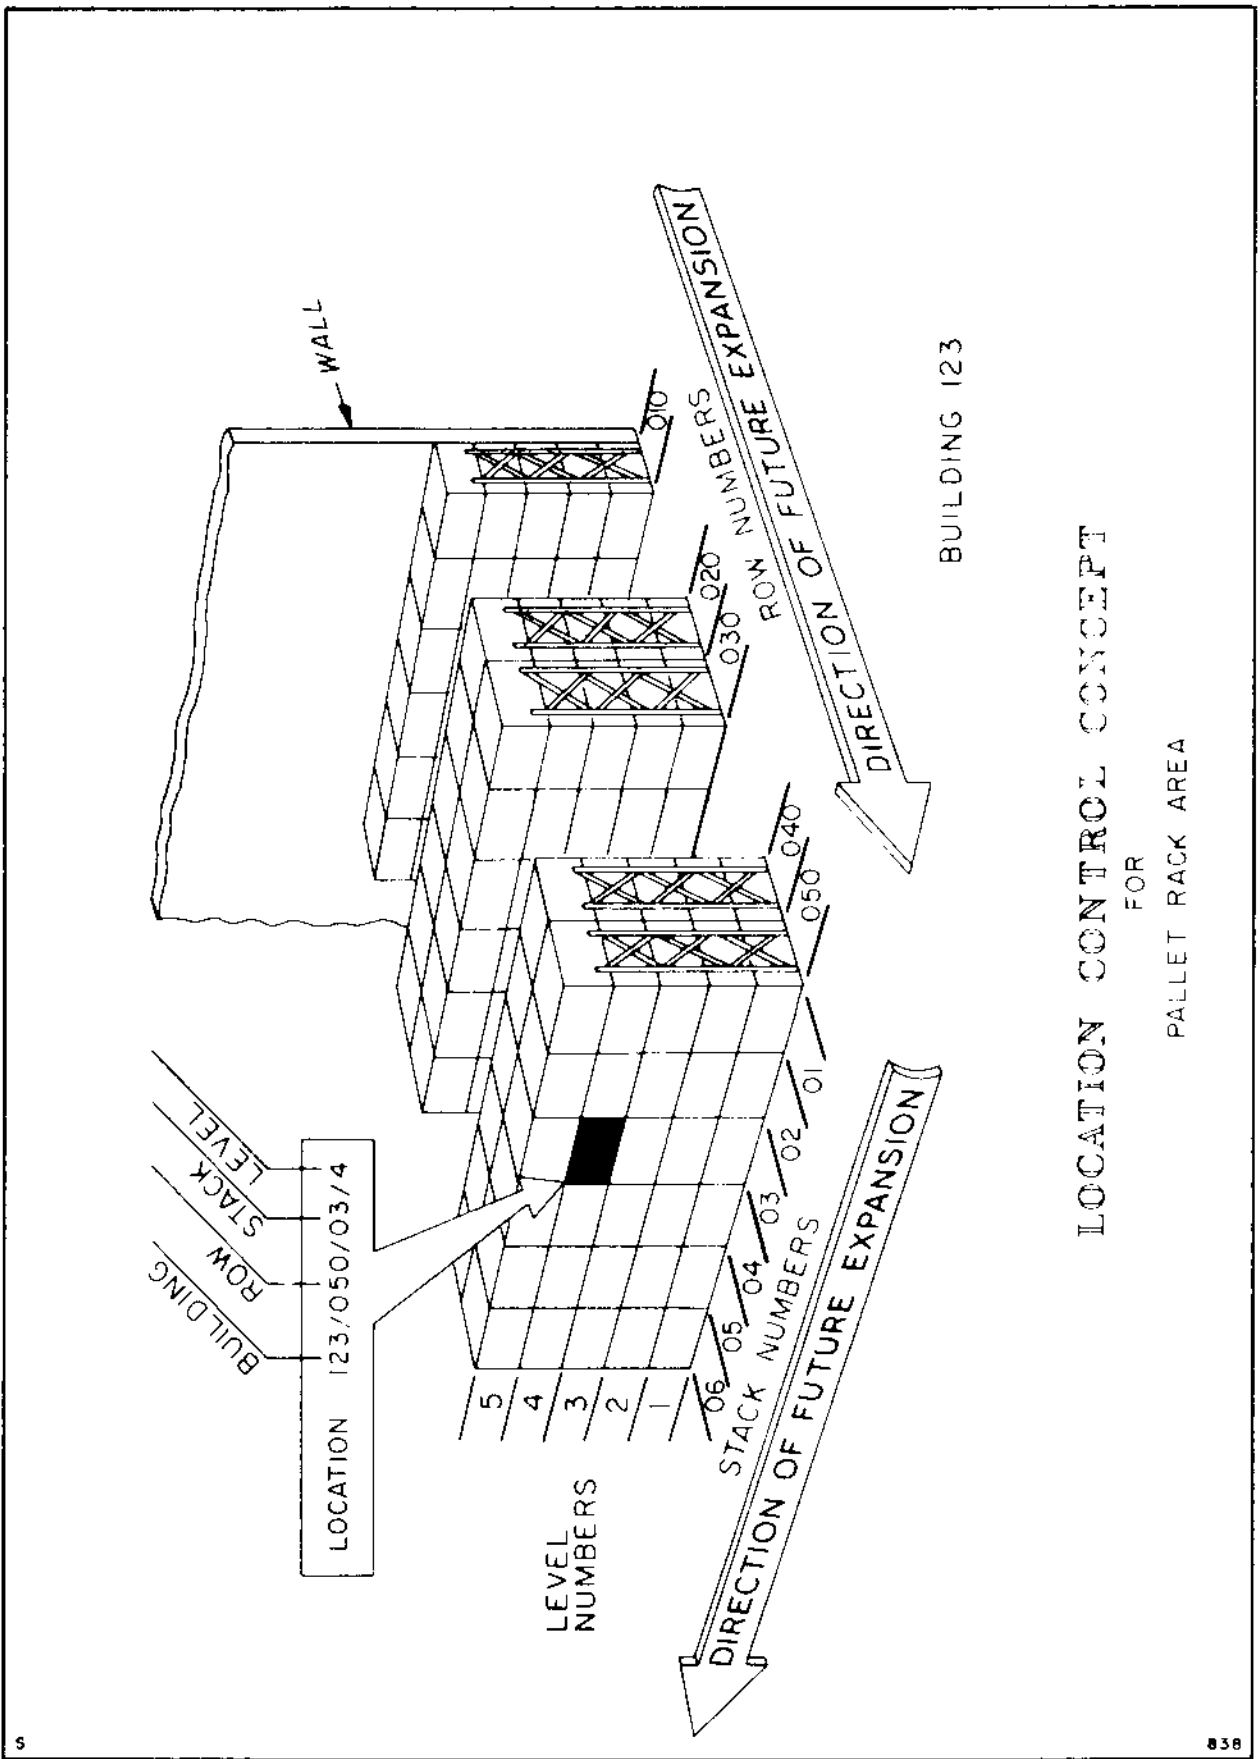 BUILDING
ROW
STACK
LEVEL
LOCATION 123/050/03/4
WALL
LEVEL
NUMBERS
5
4
3
2
1
06
05
04
03
02
01
STACK NUMBERS
DIRECTION OF FUTURE EXPANSION
050
040
030
020
010
ROW NUMBERS
DIRECTION OF FUTURE EXPANSION
BUILDING 123
LOCATION CONTROL CONCEPT
FOR
PALLET RACK AREA
S
838